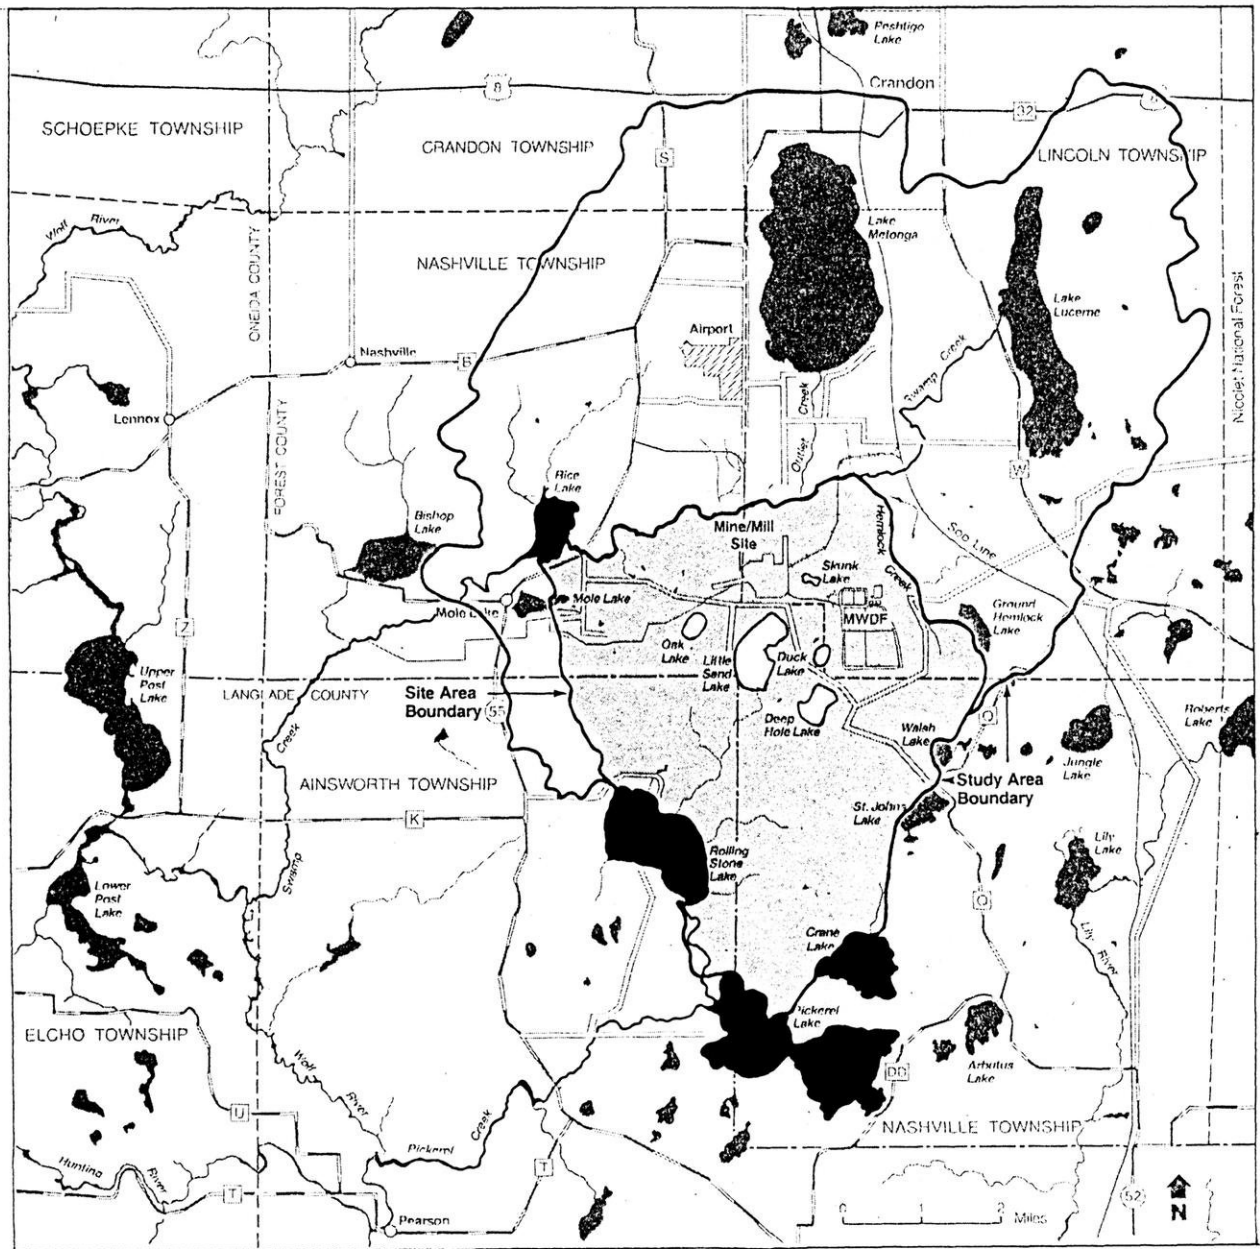 Peshtigo
Lake
Crandon
8
32
SCHOEPKE TOWNSHIP
CRANDON TOWNSHIP
S
LINCOLN TOWNSHIP
Wolf River
Lake
Metonga
ONEIDA COUNTY
NASHVILLE TOWNSHIP
Nicolet National Forest
Lake
Lucerne
Airport
Nashville
B
Swamp Creek
Outlet Creek
Lennox
FOREST COUNTY
W
Rice
Lake
Bishop
Lake
Mine/Mill
Site
Hemlock Creek
Soo Line
Skunk
Lake
Mole Lake
Mole Lake
MWDF
Ground
Hemlock
Lake
Z
Oak
Lake
Little
Sand
Lake
Duck
Lake
Upper
Post
Lake
LANGLADE COUNTY
Site Area
Boundary
55
Deep
Hole Lake
Walsh
Lake
Q
Roberts
Lake
Jungle
Lake
Creek
AINSWORTH TOWNSHIP
Study Area
Boundary
St. Johns
Lake
K
Rolling
Stone
Lake
Lily
Lake
Swamp
Lower
Post
Lake
Q
Crane
Lake
Lily River
Pickerel
Lake
ELCHO TOWNSHIP
Wolf River
Arbutus
Lake
DD
U
Pickerel Creek
NASHVILLE TOWNSHIP
Hunting River
T
T
52
N
Pearson
0 1 2 Miles